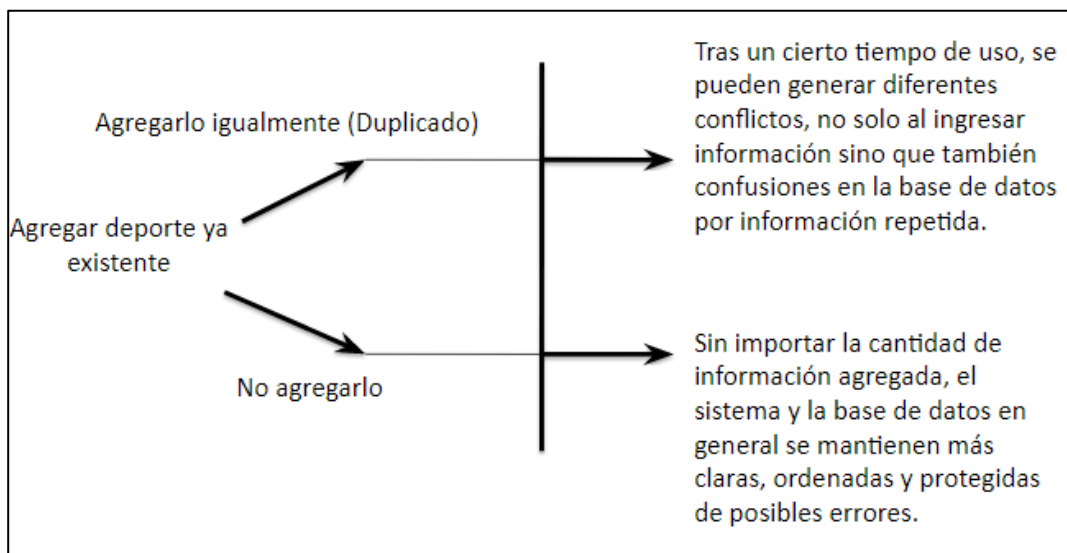 Agregar deporte ya
existente
Agregarlo igualmente (Duplicado)
Tras un cierto tiempo de uso, se
pueden generar diferentes
conflictos, no solo al ingresar
información sino que también
confusiones en la base de datos
por información repetida.
No agregarlo
Sin importar la cantidad de
información agregada, el
sistema y la base de datos en
general se mantienen más
claras, ordenadas y protegidas
de posibles errores.